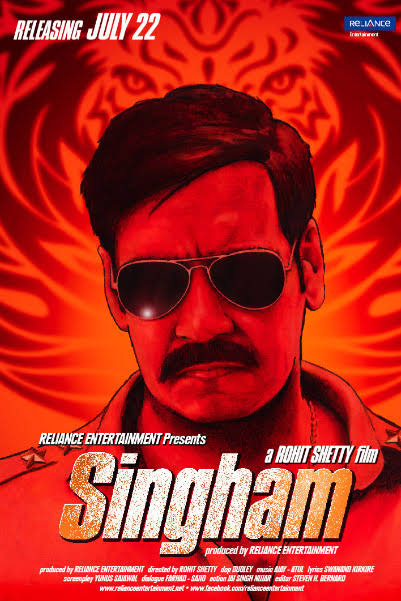 RELEASING JULY 22
RELIANCE
Entertainment
RELIANCE ENTERTAINMENT Presents
a ROHIT SHETTY film
Singham
produced by RELIANCE ENTERTAINMENT
produced by RELIANCE ENTERTAINMENT directed by ROHIT SHETTY dop DUDLEY music AJAY - ATUL lyrics SWANAND KIRKIRE
screenplay YUNUS SAJAWAL dialogue FARHAD - SAJID action JAI SINGH NIJJAR editor STEVEN H. BERNARD
www.relianceentertainment.net • www.facebook.com/relianceentertainment